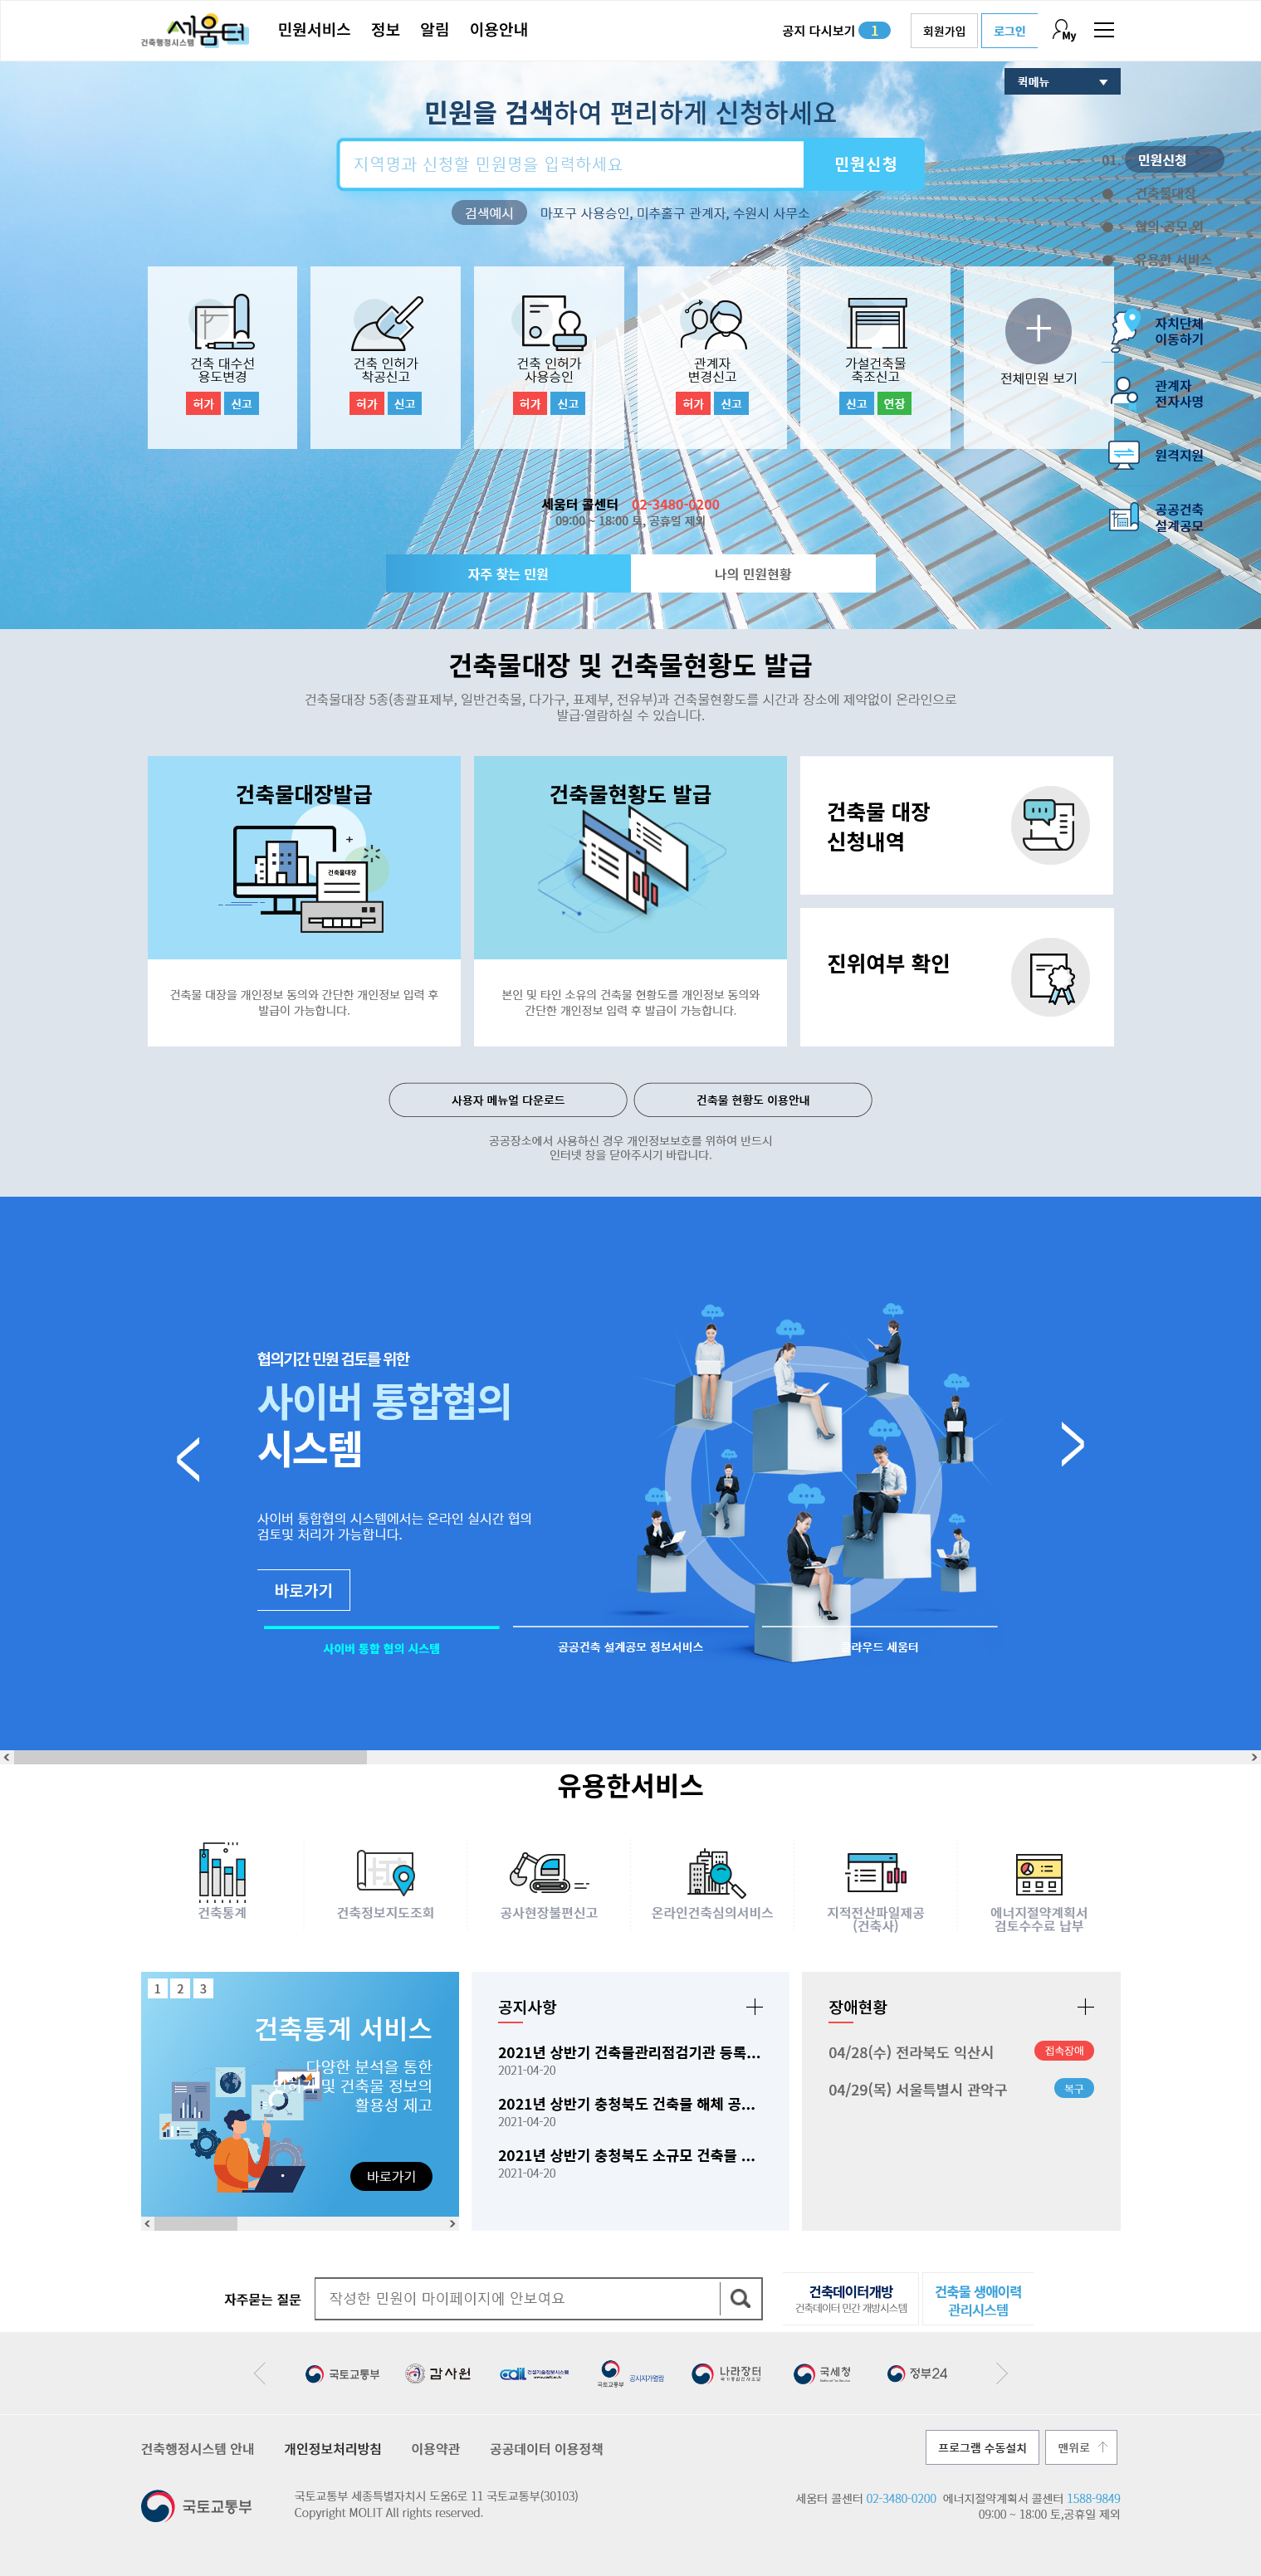 세움터
건축행정시스템
민원서비스 정보 알림 이용안내
공지 다시보기 1
회원가입
로그인
My
퀵메뉴
민원을 검색하여 편리하게 신청하세요
지역명과 신청할 민원명을 입력하세요
민원신청
검색예시
마포구 사용승인, 미추홀구 관계자, 수원시 사무소
01. 민원신청
건축물대장
협의·공모 외
유용한 서비스
건축 대수선
용도변경
허가 신고
건축 인허가
착공신고
허가 신고
건축 인허가
사용승인
허가 신고
관계자
변경신고
허가 신고
가설건축물
축조신고
신고 연장
전체민원 보기
자치단체
이동하기
관계자
전자사명
원격지원
공공건축
설계공모
세움터 콜센터 02-3480-0200
09:00 ~ 18:00 토, 공휴일 제외
자주 찾는 민원
나의 민원현황
건축물대장 및 건축물현황도 발급
건축물대장 5종(총괄표제부, 일반건축물, 다가구, 표제부, 전유부)과 건축물현황도를 시간과 장소에 제약없이 온라인으로
발급·열람하실 수 있습니다.
건축물대장발급
건축물대장
건축물 대장을 개인정보 동의와 간단한 개인정보 입력 후
발급이 가능합니다.
건축물현황도 발급
본인 및 타인 소유의 건축물 현황도를 개인정보 동의와
간단한 개인정보 입력 후 발급이 가능합니다.
건축물 대장
신청내역
진위여부 확인
사용자 메뉴얼 다운로드
건축물 현황도 이용안내
공공장소에서 사용하신 경우 개인정보보호를 위하여 반드시
인터넷 창을 닫아주시기 바랍니다.
협의기간 민원 검토를 위한
사이버 통합협의
시스템
사이버 통합협의 시스템에서는 온라인 실시간 협의
검토및 처리가 가능합니다.
바로가기
사이버 통합 협의 시스템
공공건축 설계공모 정보서비스
클라우드 세움터
유용한서비스
건축통계
건축정보지도조회
공사현장불편신고
온라인건축심의서비스
지적전산파일제공
(건축사)
에너지절약계획서
검토수수료 납부
1 2 3
건축통계 서비스
다양한 분석을 통한
인허가 및 건축물 정보의
활용성 제고
바로가기
공지사항
2021년 상반기 건축물관리점검기관 등록...
2021-04-20
2021년 상반기 충청북도 건축물 해체 공...
2021-04-20
2021년 상반기 충청북도 소규모 건축물 ...
2021-04-20
장애현황
04/28(수) 전라북도 익산시 접속장애
04/29(목) 서울특별시 관악구 복구
자주묻는 질문
작성한 민원이 마이페이지에 안보여요
건축데이터개방
건축데이터 민간 개방시스템
건축물 생애이력
관리시스템
국토교통부
감사원
국토교통부 공시지가열람
나라장터
국세청
정부24
건축행정시스템 안내 개인정보처리방침 이용약관 공공데이터 이용정책
프로그램 수동설치
맨위로
국토교통부
국토교통부 세종특별자치시 도움6로 11 국토교통부(30103)
Copyright MOLIT All rights reserved.
세움터 콜센터 02-3480-0200 에너지절약계획서 콜센터 1588-9849
09:00 ~ 18:00 토,공휴일 제외